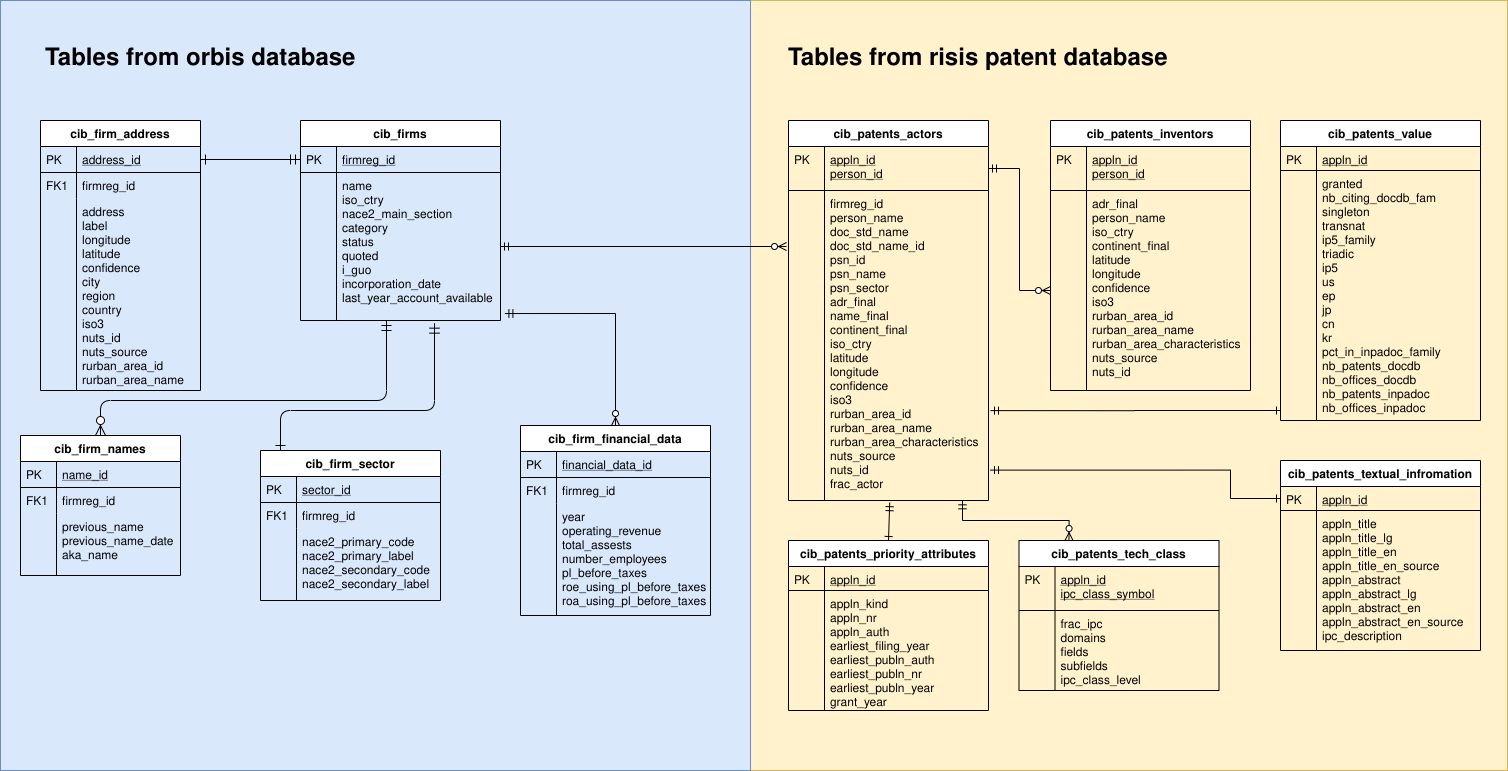 Tables from orbis database
cib_firm_address
PK address_id
FK1 firmreg_id
address
label
longitude
latitude
confidence
city
region
country
iso3
nuts_id
nuts_source
rurban_area_id
rurban_area_name
cib_firms
PK firmreg_id
name
iso_ctry
nace2_main_section
category
status
quoted
i_guo
incorporation_date
last_year_account_available
cib_firm_names
PK name_id
FK1 firmreg_id
previous_name
previous_name_date
aka_name
cib_firm_sector
PK sector_id
FK1 firmreg_id
nace2_primary_code
nace2_primary_label
nace2_secondary_code
nace2_secondary_label
cib_firm_financial_data
PK financial_data_id
FK1 firmreg_id
year
operating_revenue
total_assests
number_employees
pl_before_taxes
roe_using_pl_before_taxes
roa_using_pl_before_taxes
Tables from risis patent database
cib_patents_actors
PK appln_id
person_id
firmreg_id
person_name
doc_std_name
doc_std_name_id
psn_id
psn_name
psn_sector
adr_final
name_final
continent_final
iso_ctry
latitude
longitude
confidence
iso3
rurban_area_id
rurban_area_name
rurban_area_characteristics
nuts_source
nuts_id
frac_actor
cib_patents_inventors
PK appln_id
person_id
adr_final
person_name
iso_ctry
continent_final
latitude
longitude
confidence
iso3
rurban_area_id
rurban_area_name
rurban_area_characteristics
nuts_source
nuts_id
cib_patents_value
PK appln_id
granted
nb_citing_docdb_fam
singleton
transnat
ip5_family
triadic
ip5
us
ep
jp
cn
kr
pct_in_inpadoc_family
nb_patents_docdb
nb_offices_docdb
nb_patents_inpadoc
nb_offices_inpadoc
cib_patents_priority_attributes
PK appln_id
appln_kind
appln_nr
appln_auth
earliest_filing_year
earliest_publn_auth
earliest_publn_nr
earliest_publn_year
grant_year
cib_patents_tech_class
PK appln_id
ipc_class_symbol
frac_ipc
domains
fields
subfields
ipc_class_level
cib_patents_textual_infromation
PK appln_id
appln_title
appln_title_lg
appln_title_en
appln_title_en_source
appln_abstract
appln_abstract_lg
appln_abstract_en
appln_abstract_en_source
ipc_description